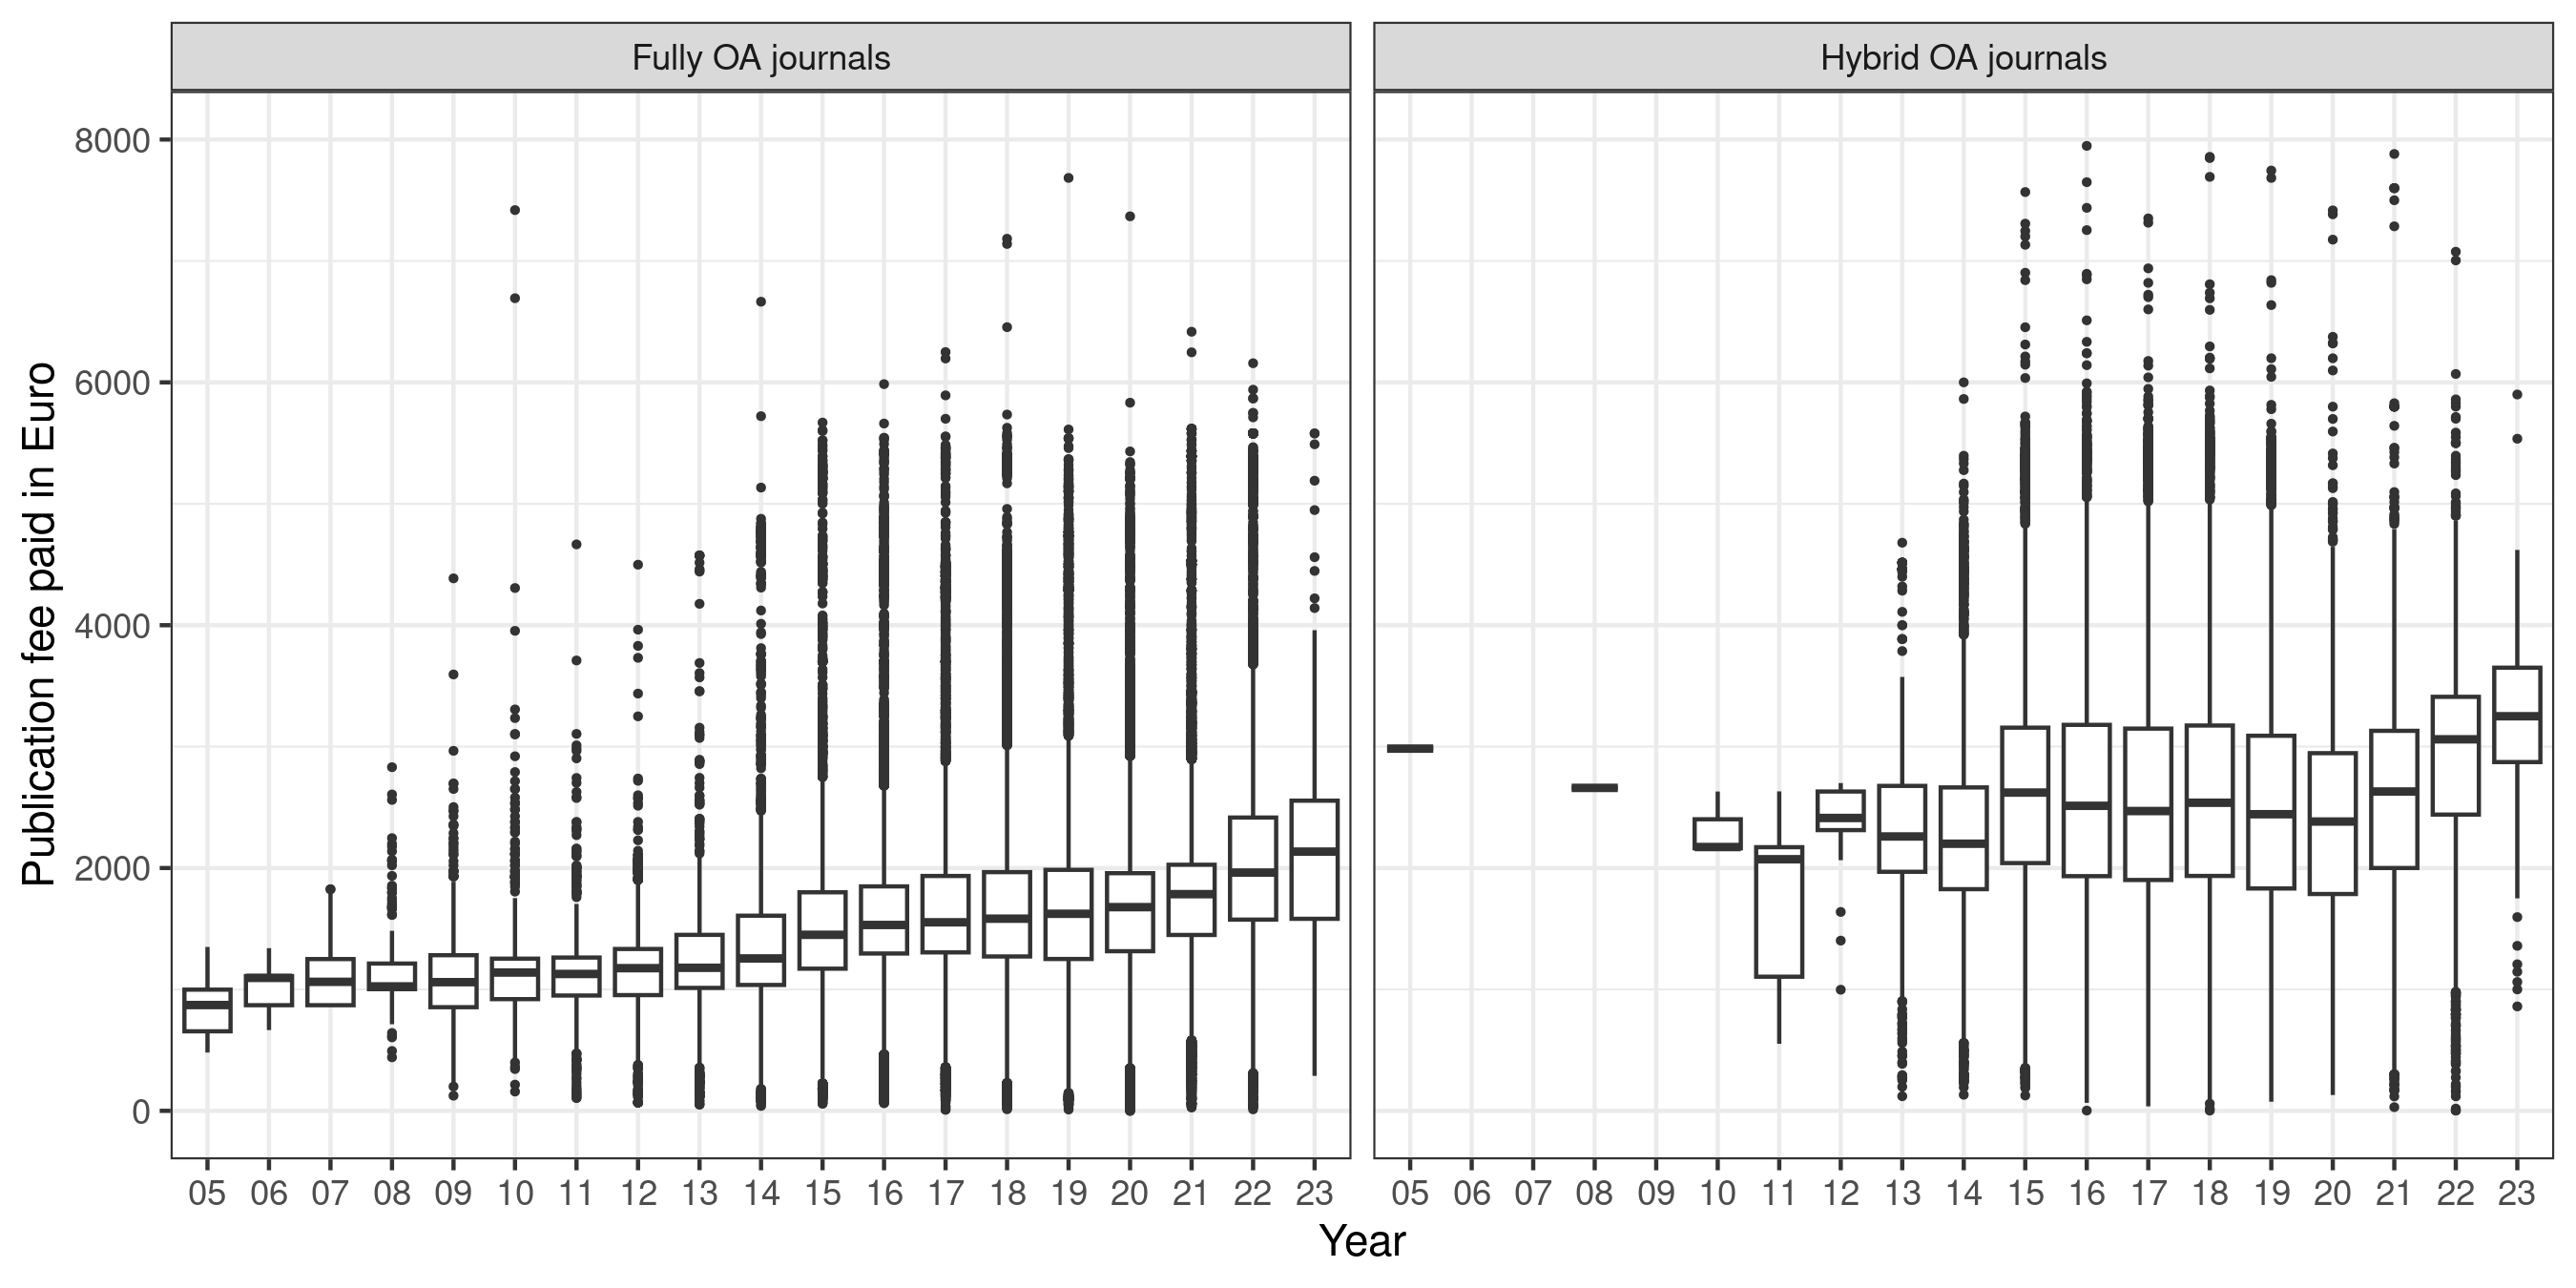 Fully OA journals
Hybrid OA journals
Publication fee paid in Euro
8000
6000
4000
2000
0
05 06 07 08 09 10 11 12 13 14 15 16 17 18 19 20 21 22 23
05 06 07 08 09 10 11 12 13 14 15 16 17 18 19 20 21 22 23
Year